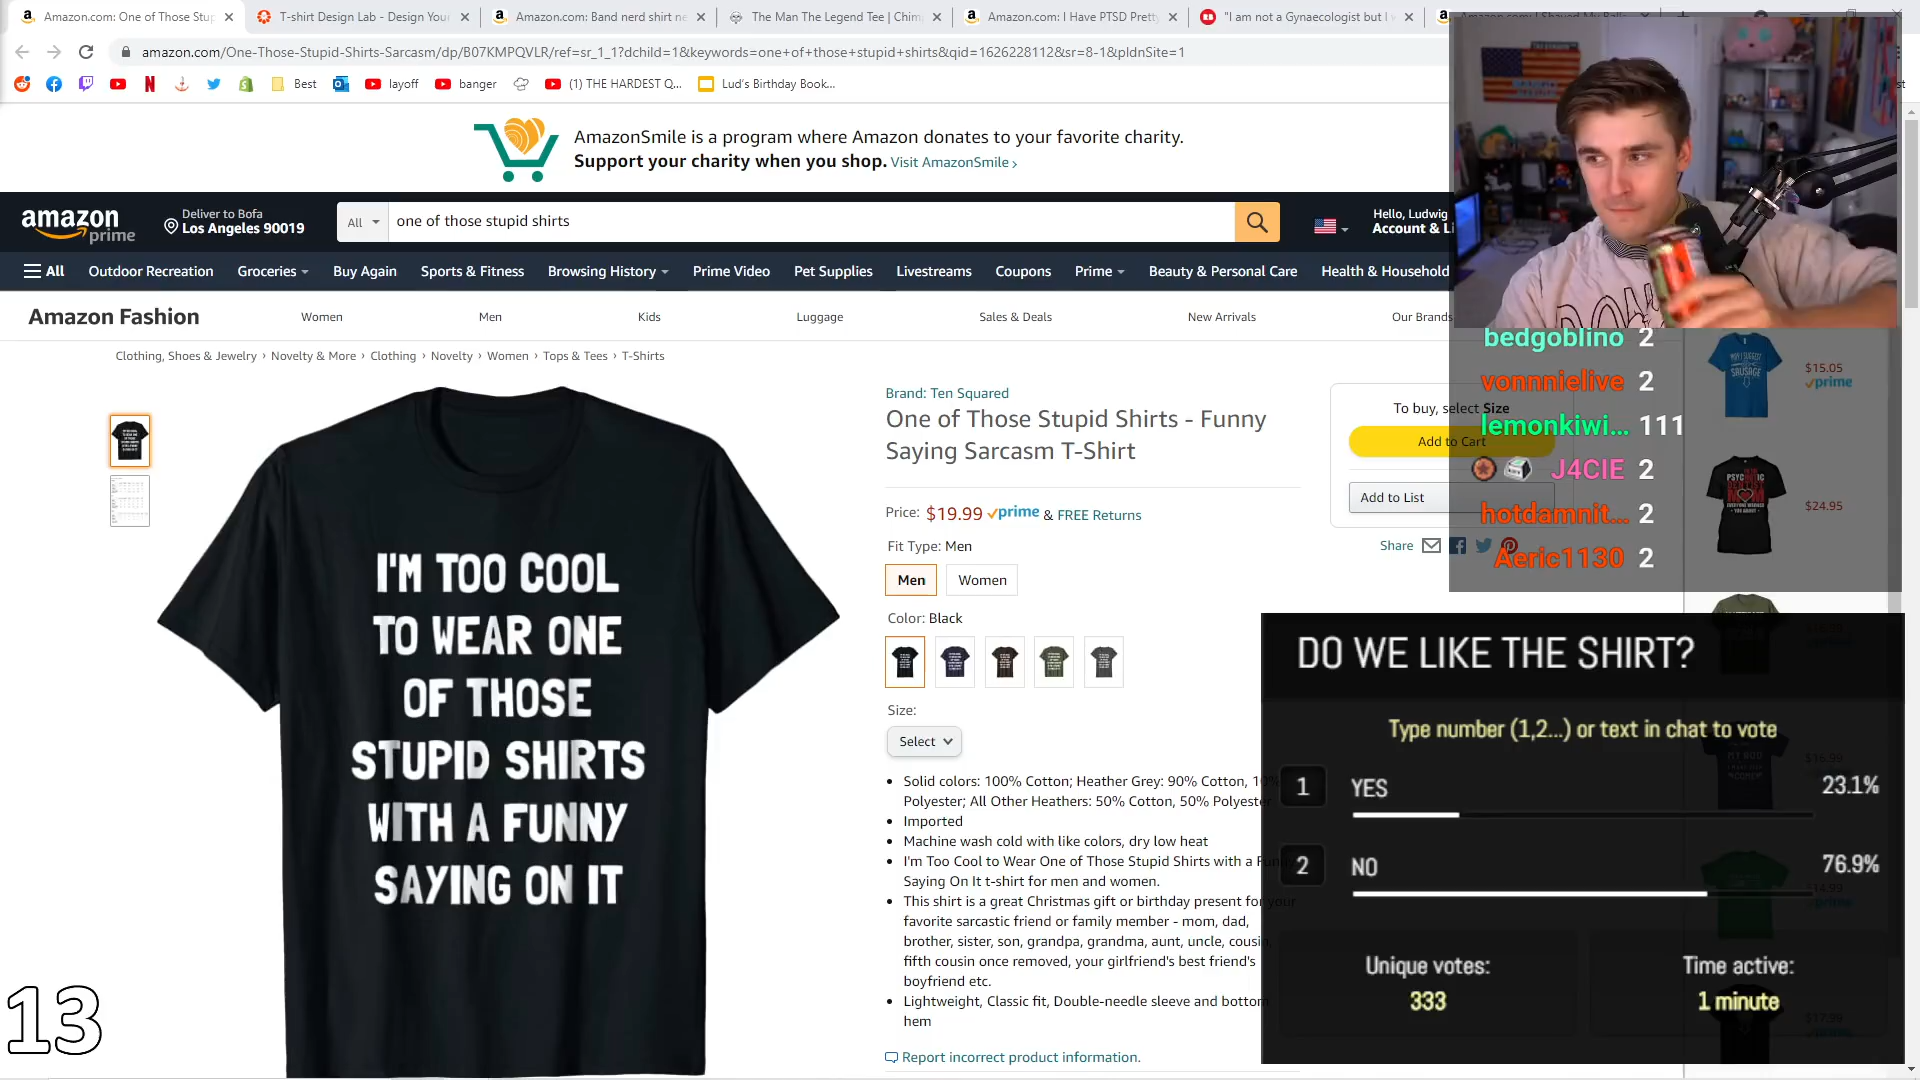 Amazon.com: One of Those Stup
T-shirt Design Lab - Design You
Amazon.com: Band nerd shirt ne
The Man The Legend Tee | Chim
Amazon.com: I Have PTSD Pretty
"I am not a Gynaecologist but I
Amazon.com: I Shaved My Balls
amazon.com/One-Those-Stupid-Shirts-Sarcasm/dp/B07KMPQVLR/ref=sr_1_1?dchild=1&keywords=one+of+those+stupid+shirts&qid=1626228112&sr=8-1&pldnSite=1
Best
layoff
banger
(1) THE HARDEST Q...
Lud's Birthday Book...
AmazonSmile is a program where Amazon donates to your favorite charity.
Support your charity when you shop. Visit AmazonSmile ›
amazon prime
Deliver to Bofa
Los Angeles 90019
All
one of those stupid shirts
Hello, Ludwig
Account & Li
All
Outdoor Recreation
Groceries
Buy Again
Sports & Fitness
Browsing History
Prime Video
Pet Supplies
Livestreams
Coupons
Prime
Beauty & Personal Care
Health & Household
Amazon Fashion
Women
Men
Kids
Luggage
Sales & Deals
New Arrivals
Our Brands
Clothing, Shoes & Jewelry › Novelty & More › Clothing › Novelty › Women › Tops & Tees › T-Shirts
I'M TOO COOL
TO WEAR ONE
OF THOSE
STUPID SHIRTS
WITH A FUNNY
SAYING ON IT
13
Brand: Ten Squared
One of Those Stupid Shirts - Funny
Saying Sarcasm T-Shirt
Price: $19.99 prime & FREE Returns
Fit Type: Men
Men
Women
Color: Black
Size:
Select
Solid colors: 100% Cotton; Heather Grey: 90% Cotton, 10%
Polyester; All Other Heathers: 50% Cotton, 50% Polyester
Imported
Machine wash cold with like colors, dry low heat
I'm Too Cool to Wear One of Those Stupid Shirts with a Funny
Saying On It t-shirt for men and women.
This shirt is a great Christmas gift or birthday present for your
favorite sarcastic friend or family member - mom, dad,
brother, sister, son, grandpa, grandma, aunt, uncle, cousin,
fifth cousin once removed, your girlfriend's best friend's
boyfriend etc.
Lightweight, Classic fit, Double-needle sleeve and bottom
hem
Report incorrect product information.
To buy, select Size
Add to Cart
Add to List
Share
bedgoblino 2
vonnnielive 2
lemonkiwi... 111
J4CIE 2
hotdamnit... 2
Aeric1130 2
MAY I SUGGEST
SAUSAGE
$15.05
prime
$24.95
DO WE LIKE THE SHIRT?
Type number (1,2...) or text in chat to vote
1 YES 23.1%
2 NO 76.9%
Unique votes:
333
Time active:
1 minute